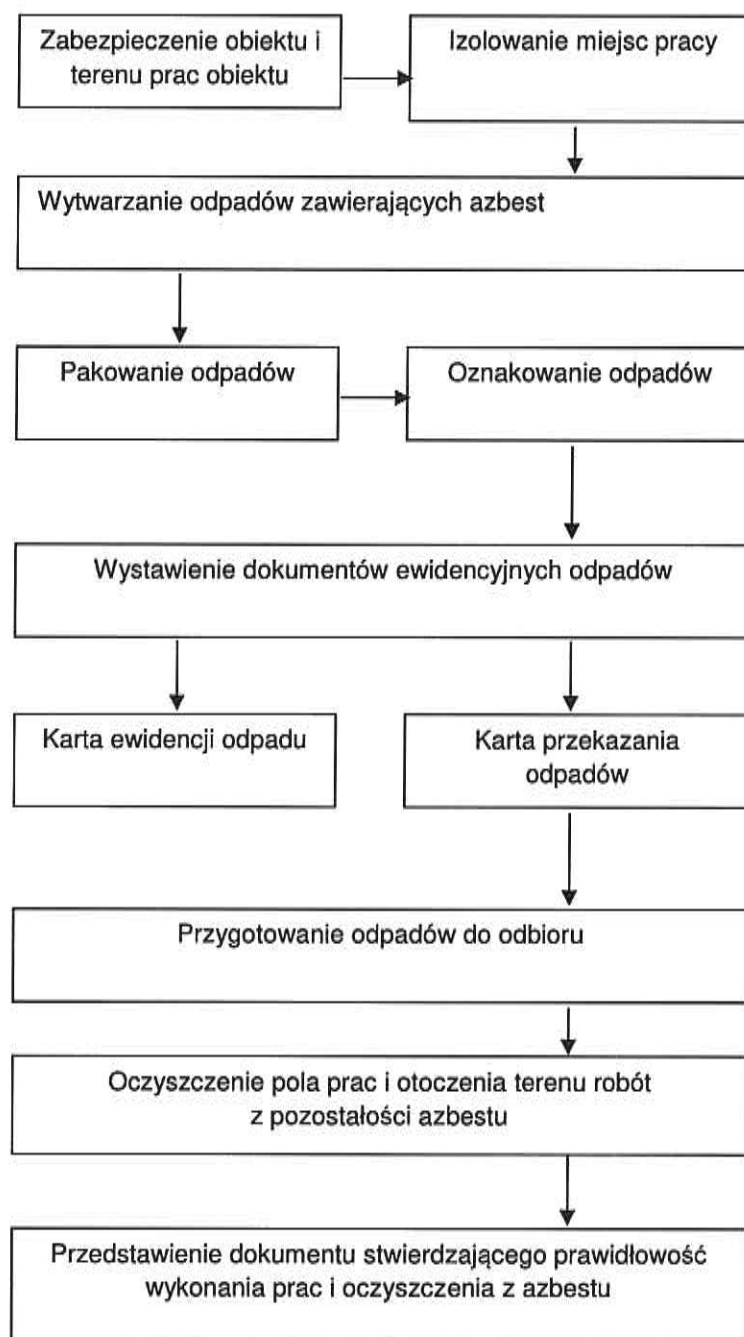 Zabezpieczenie obiektu i
terenu prac obiektu
Izolowanie miejsc pracy
Wytwarzanie odpadów zawierających azbest
Pakowanie odpadów
Oznakowanie odpadów
Wystawienie dokumentów ewidencyjnych odpadów
Karta ewidencji odpadu
Karta przekazania
odpadów
Przygotowanie odpadów do odbioru
Oczyszczenie pola prac i otoczenia terenu robót
z pozostałości azbestu
Przedstawienie dokumentu stwierdzającego prawidłowość
wykonania prac i oczyszczenia z azbestu